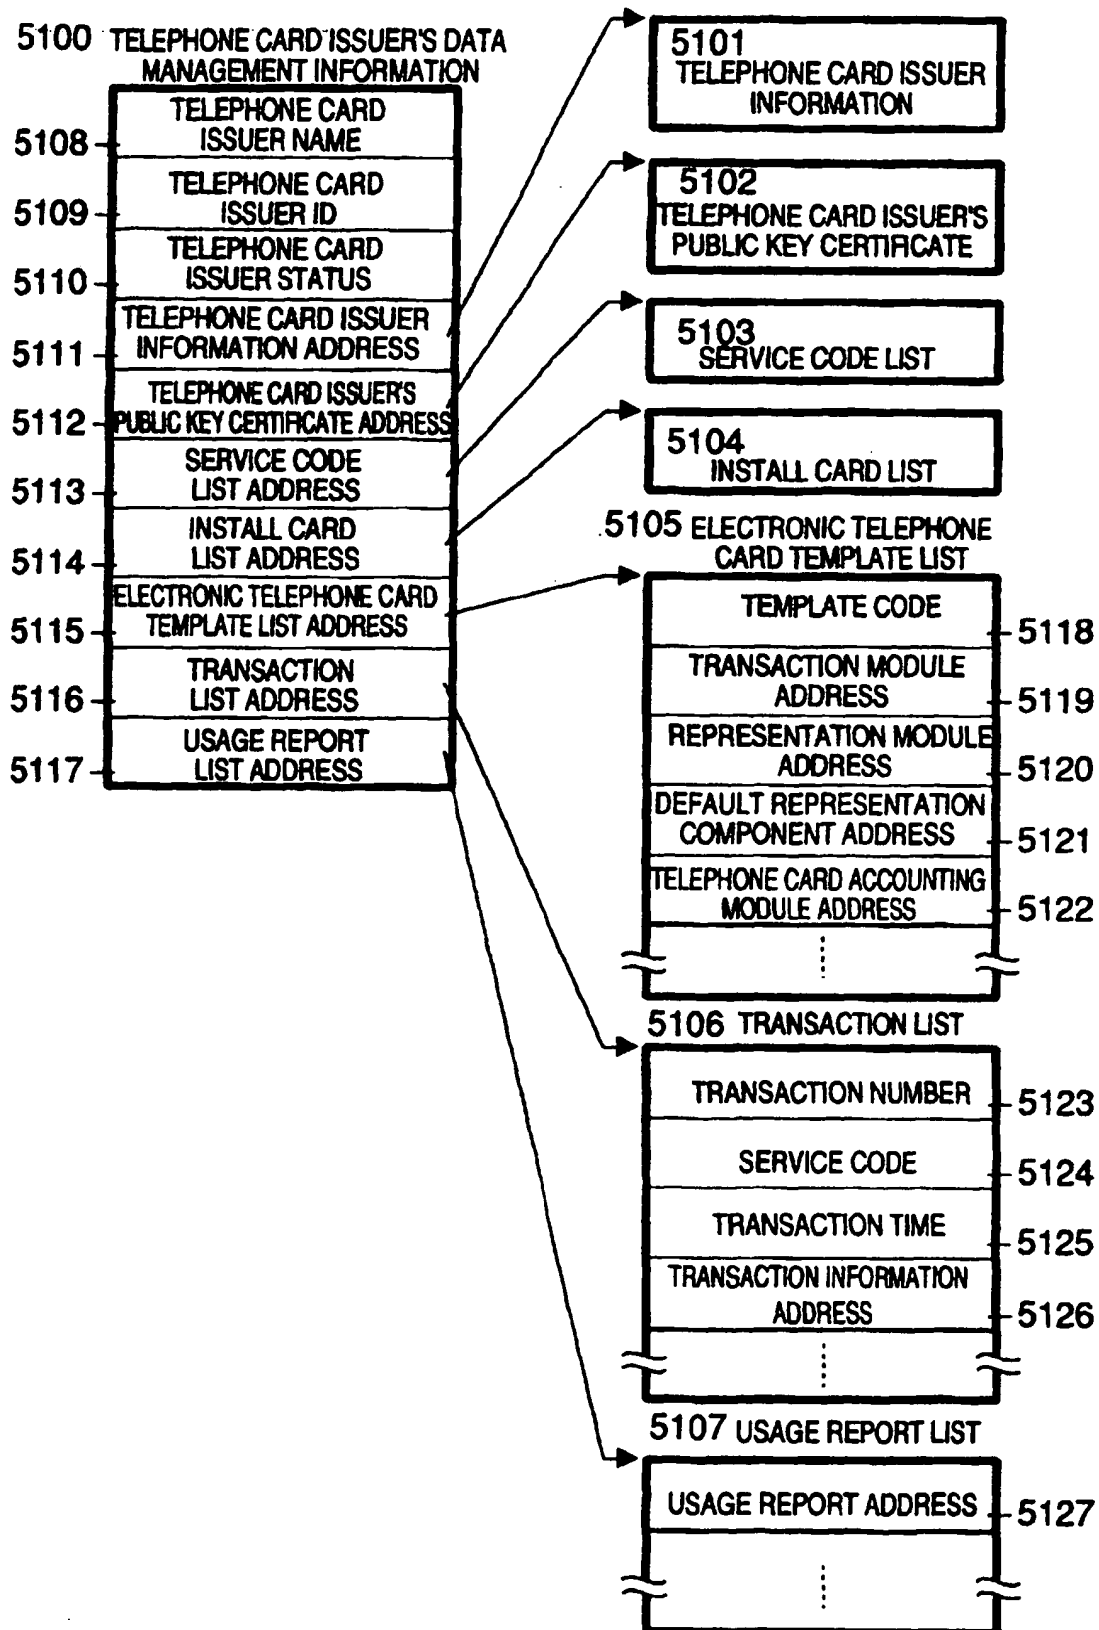 5100 TELEPHONE CARD ISSUER'S DATA
MANAGEMENT INFORMATION
TELEPHONE CARD
ISSUER NAME
5108
TELEPHONE CARD
ISSUER ID
5109
TELEPHONE CARD
ISSUER STATUS
5110
TELEPHONE CARD ISSUER
INFORMATION ADDRESS
5111
TELEPHONE CARD ISSUER'S
PUBLIC KEY CERTIFICATE ADDRESS
5112
SERVICE CODE
LIST ADDRESS
5113
INSTALL CARD
LIST ADDRESS
5114
ELECTRONIC TELEPHONE CARD
TEMPLATE LIST ADDRESS
5115
TRANSACTION
LIST ADDRESS
5116
USAGE REPORT
LIST ADDRESS
5117
5101
TELEPHONE CARD ISSUER
INFORMATION
5102
TELEPHONE CARD ISSUER'S
PUBLIC KEY CERTIFICATE
5103
SERVICE CODE LIST
5104
INSTALL CARD LIST
5105 ELECTRONIC TELEPHONE
CARD TEMPLATE LIST
TEMPLATE CODE
5118
TRANSACTION MODULE
ADDRESS
5119
REPRESENTATION MODULE
ADDRESS
5120
DEFAULT REPRESENTATION
COMPONENT ADDRESS
5121
TELEPHONE CARD ACCOUNTING
MODULE ADDRESS
5122
5106 TRANSACTION LIST
TRANSACTION NUMBER
5123
SERVICE CODE
5124
TRANSACTION TIME
5125
TRANSACTION INFORMATION
ADDRESS
5126
5107 USAGE REPORT LIST
USAGE REPORT ADDRESS
5127